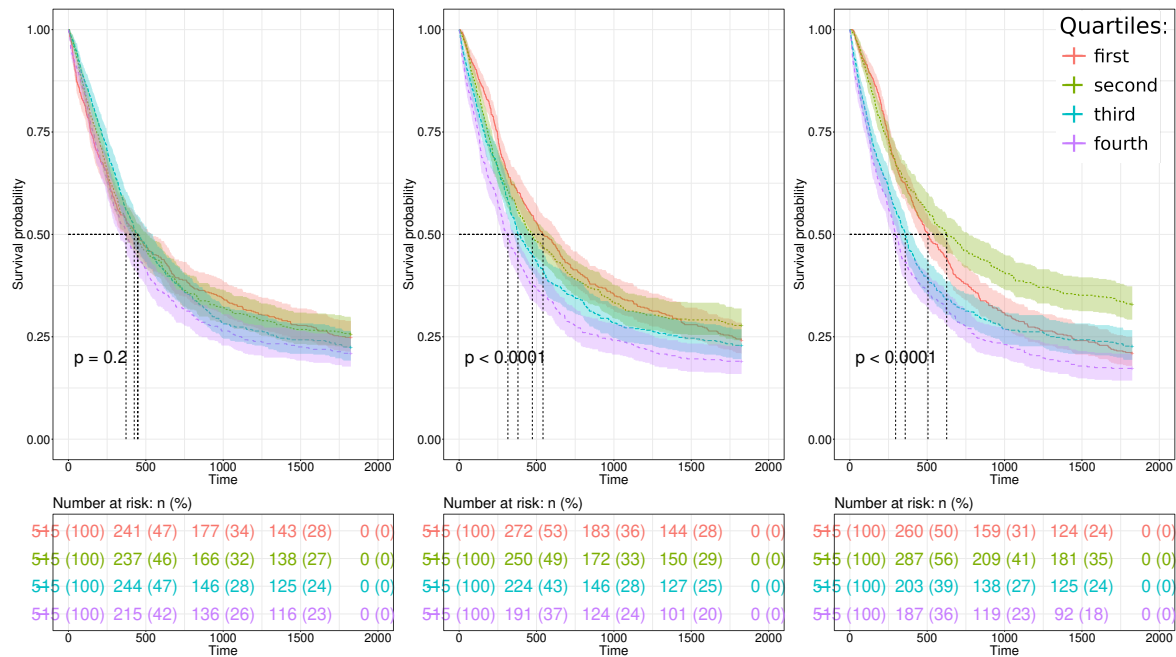 Quartiles:
first
second
third
fourth
Survival probability
1.00
0.75
0.50
0.25
0.00
p = 0.2
0 500 1000 1500 2000
Time
Survival probability
1.00
0.75
0.50
0.25
0.00
p < 0.0001
0 500 1000 1500 2000
Time
Survival probability
1.00
0.75
0.50
0.25
0.00
p < 0.0001
0 500 1000 1500 2000
Time
Number at risk: n (%)
515 (100) 241 (47) 177 (34) 143 (28) 0 (0)
515 (100) 237 (46) 166 (32) 138 (27) 0 (0)
515 (100) 244 (47) 146 (28) 125 (24) 0 (0)
515 (100) 215 (42) 136 (26) 116 (23) 0 (0)
0 500 1000 1500 2000
Time
Number at risk: n (%)
515 (100) 272 (53) 183 (36) 144 (28) 0 (0)
515 (100) 250 (49) 172 (33) 150 (29) 0 (0)
515 (100) 224 (43) 146 (28) 127 (25) 0 (0)
515 (100) 191 (37) 124 (24) 101 (20) 0 (0)
0 500 1000 1500 2000
Time
Number at risk: n (%)
515 (100) 260 (50) 159 (31) 124 (24) 0 (0)
515 (100) 287 (56) 209 (41) 181 (35) 0 (0)
515 (100) 203 (39) 138 (27) 125 (24) 0 (0)
515 (100) 187 (36) 119 (23) 92 (18) 0 (0)
0 500 1000 1500 2000
Time